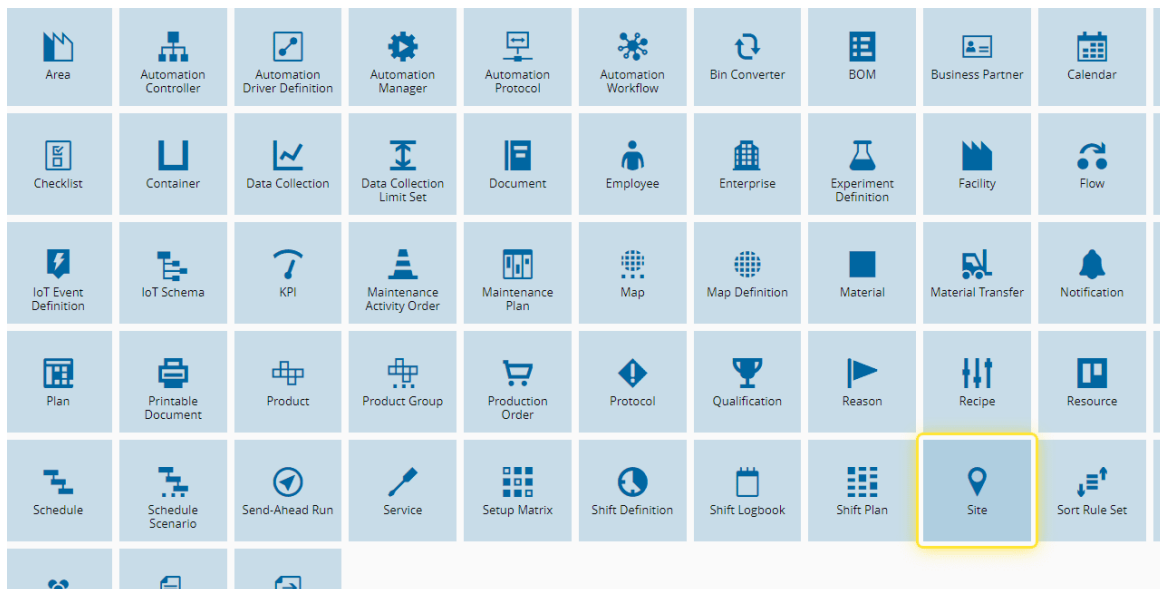 Area
Automation
Controller
Automation
Driver Definition
Automation
Manager
Automation
Protocol
Automation
Workflow
Bin Converter
BOM
Business Partner
Calendar
Checklist
Container
Data Collection
Data Collection
Limit Set
Document
Employee
Enterprise
Experiment
Definition
Facility
Flow
IoT Event
Definition
IoT Schema
KPI
Maintenance
Activity Order
Maintenance
Plan
Map
Map Definition
Material
Material Transfer
Notification
Plan
Printable
Document
Product
Product Group
Production
Order
Protocol
Qualification
Reason
Recipe
Resource
Schedule
Schedule
Scenario
Send-Ahead Run
Service
Setup Matrix
Shift Definition
Shift Logbook
Shift Plan
Site
Sort Rule Set